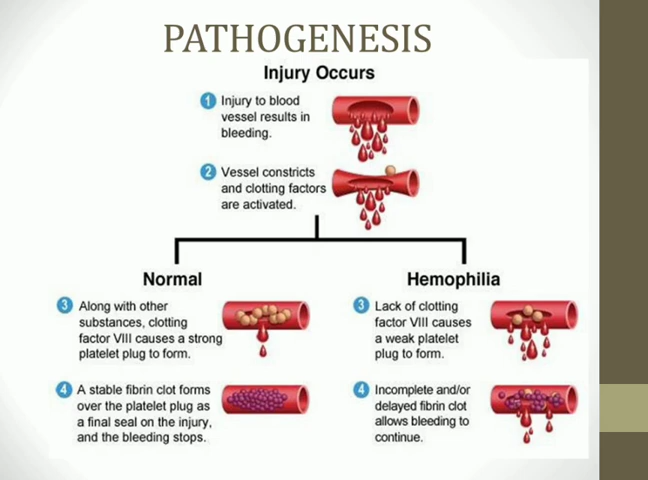 PATHOGENESIS
Injury Occurs
1 Injury to blood
vessel results in
bleeding.
2 Vessel constricts
and clotting factors
are activated.
Normal
3 Along with other
substances, clotting
factor VIII causes a strong
platelet plug to form.
4 A stable fibrin clot forms
over the platelet plug as
a final seal on the injury,
and the bleeding stops.
Hemophilia
3 Lack of clotting
factor VIII causes
a weak platelet
plug to form.
4 Incomplete and/or
delayed fibrin clot
allows bleeding to
continue.